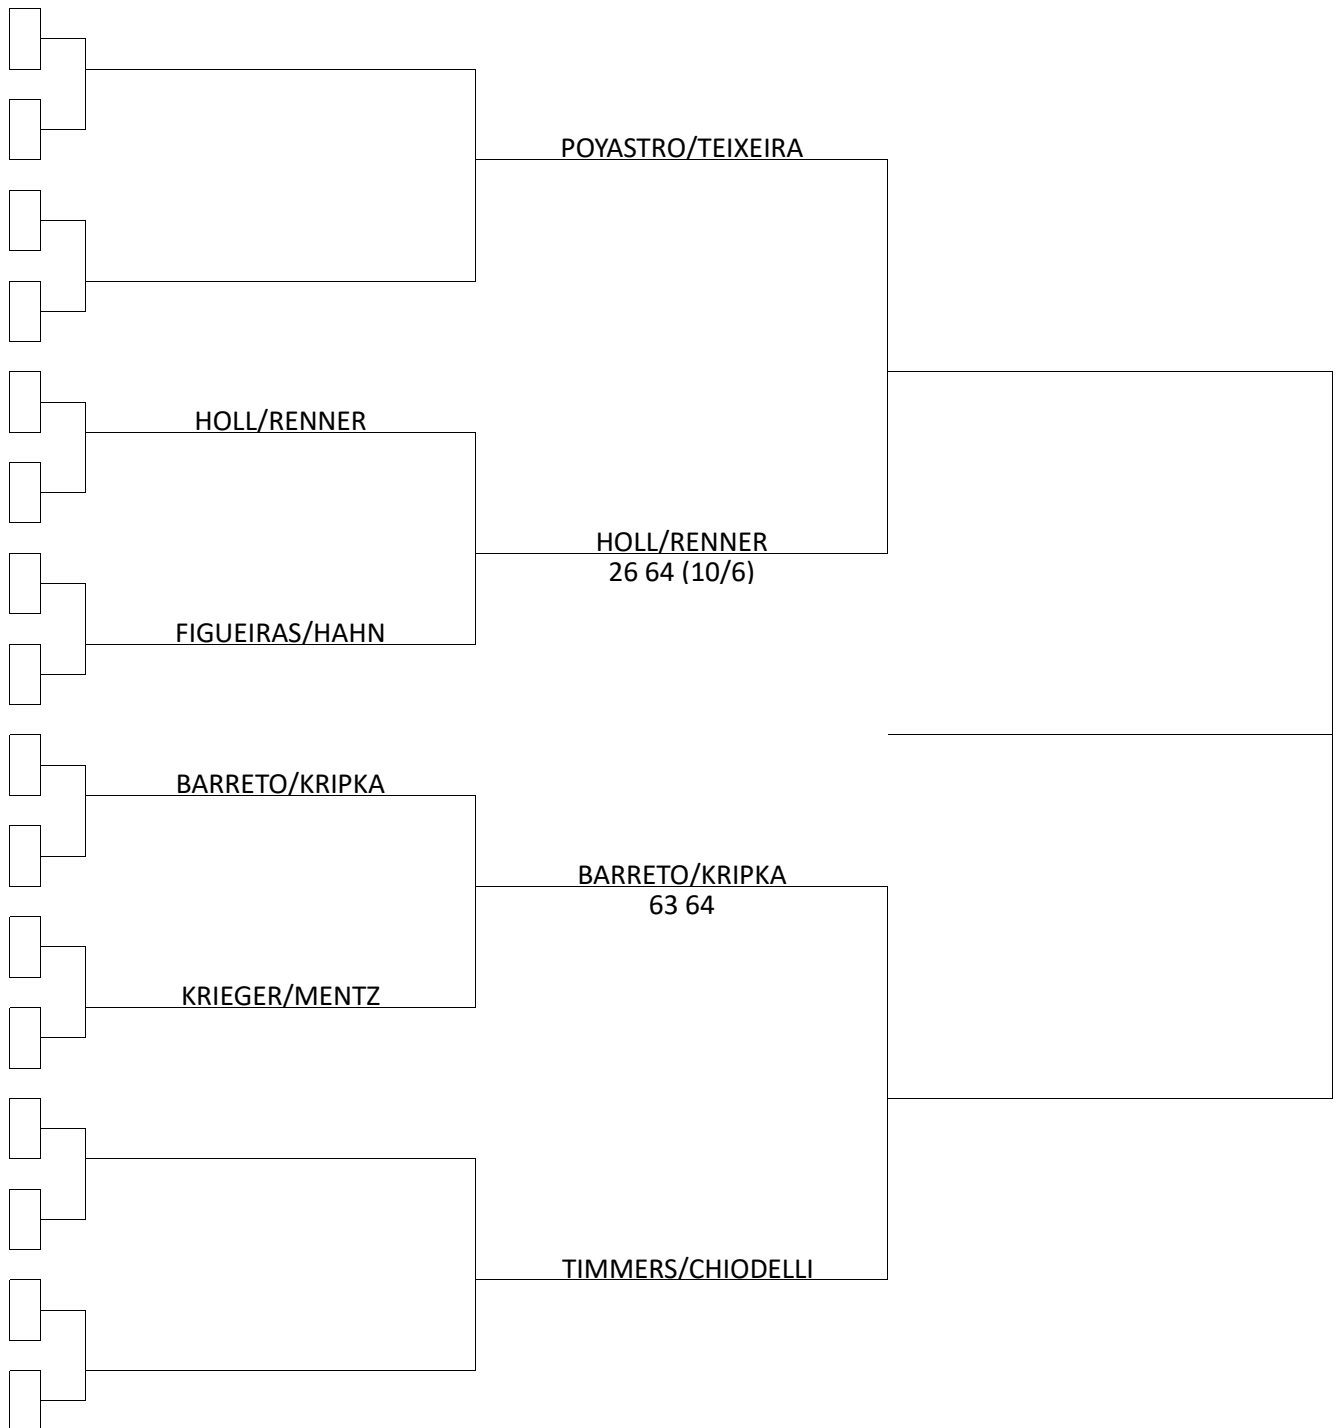 POYASTRO/TEIXEIRA
HOLL/RENNER
HOLL/RENNER
26 64 (10/6)
FIGUEIRAS/HAHN
BARRETO/KRIPKA
BARRETO/KRIPKA
63 64
KRIEGER/MENTZ
TIMMERS/CHIODELLI